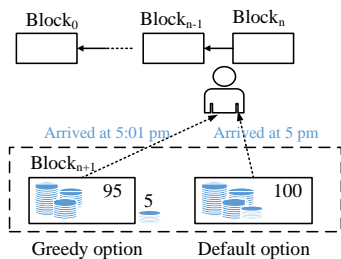 Block0 Blockn-1 Blockn
Arrived at 5:01 pm Arrived at 5 pm
Blockn+1
95 5 100
Greedy option Default option